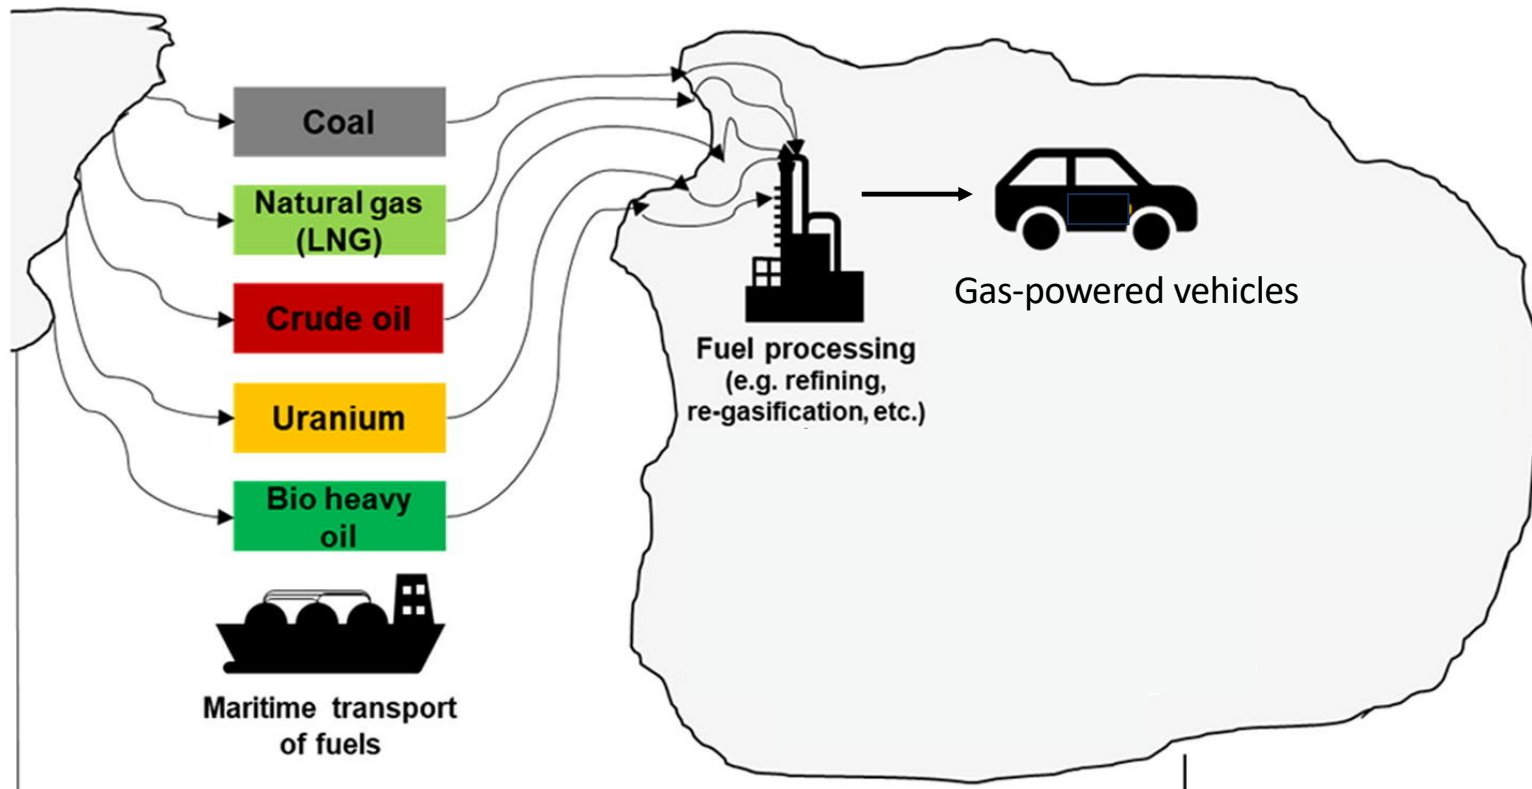 Coal
Natural gas
(LNG)
Crude oil
Uranium
Bio heavy
oil
Maritime transport
of fuels
Fuel processing
(e.g. refining,
re-gasification, etc.)
Gas-powered vehicles